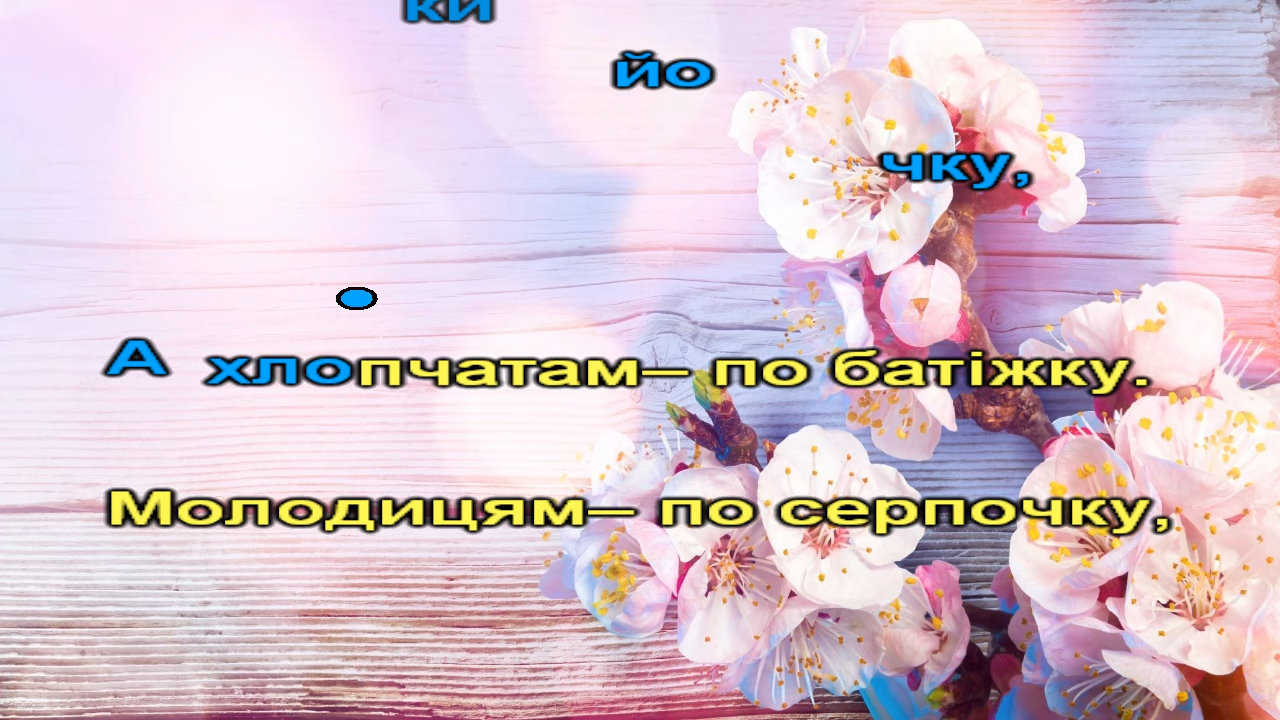 ки
йо
чку,
А хлопчатам– по батіжку.
Молодицям– по серпочку,